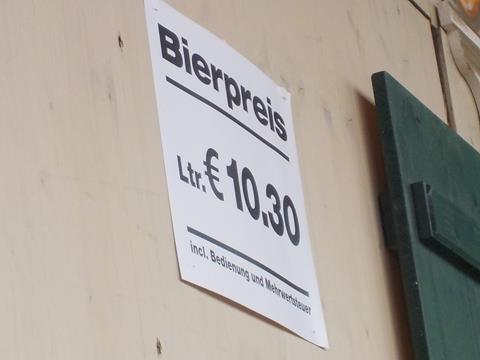 Bierpreis
Ltr. € 10.30
incl. Bedienung und Mehrwertsteuer